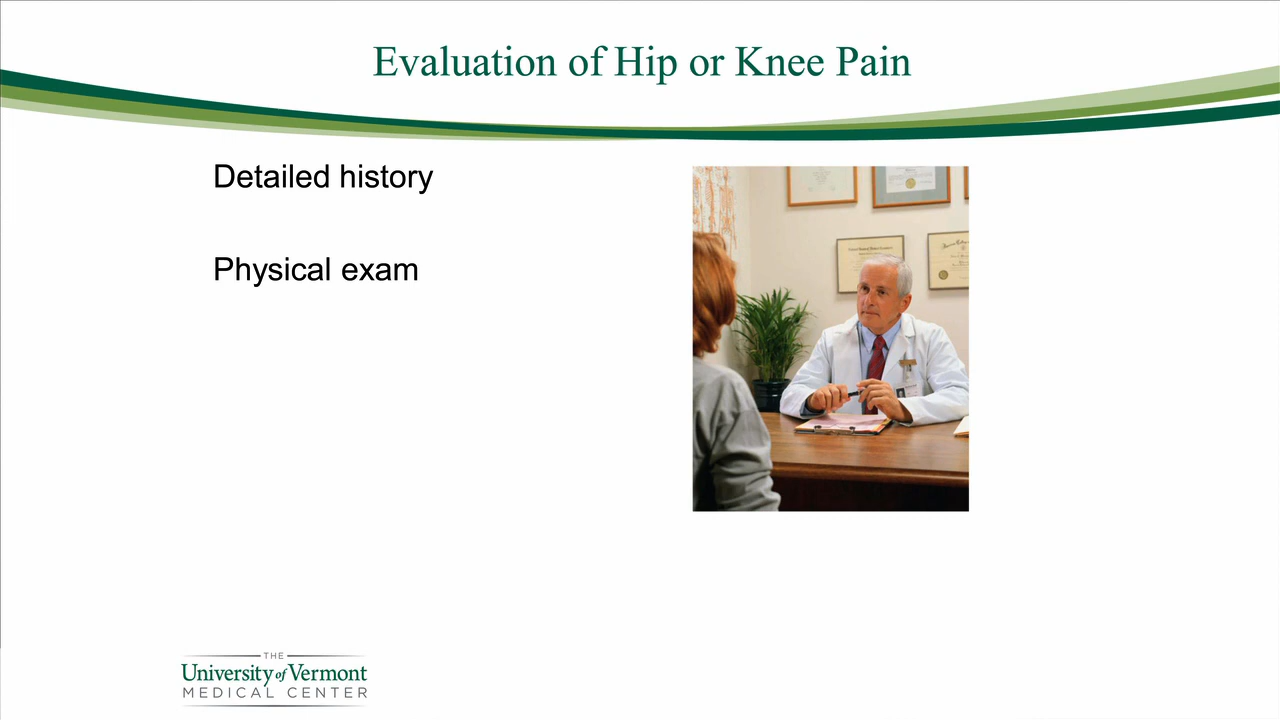 Evaluation of Hip or Knee Pain
Detailed history
Physical exam
THE
University of Vermont
MEDICAL CENTER